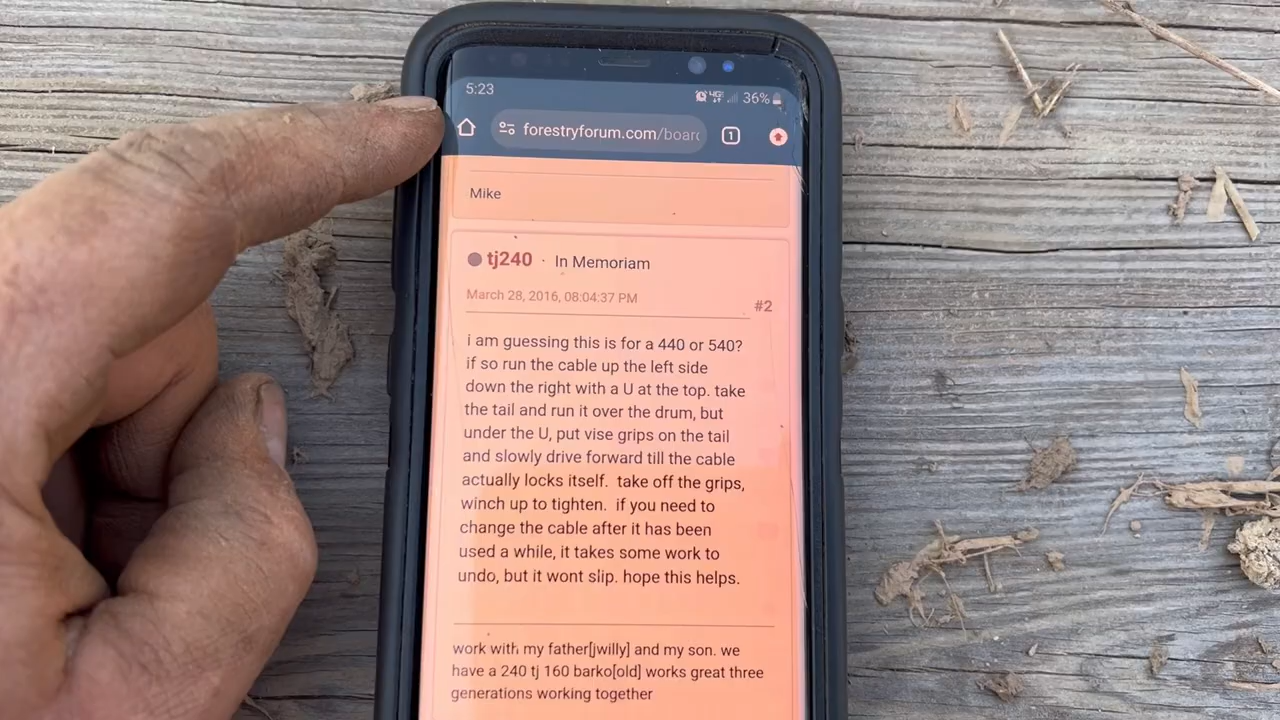 5:23
4GE 36%
forestryforum.com/board
1
Mike
tj240 · In Memoriam
March 28, 2016, 08:04:37 PM
#2
i am guessing this is for a 440 or 540?
if so run the cable up the left side
down the right with a U at the top. take
the tail and run it over the drum, but
under the U, put vise grips on the tail
and slowly drive forward till the cable
actually locks itself. take off the grips,
winch up to tighten. if you need to
change the cable after it has been
used a while, it takes some work to
undo, but it wont slip. hope this helps.
work with my father[jwilly] and my son. we
have a 240 tj 160 barko[old] works great three
generations working together